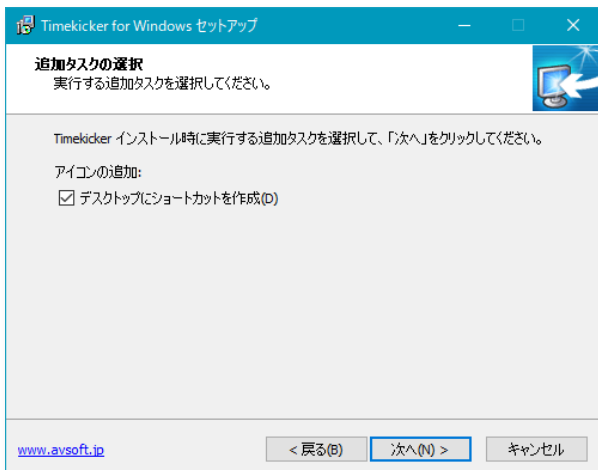 Timekicker for Windows セットアップ
追加タスクの選択
実行する追加タスクを選択してください。
Timekicker インストール時に実行する追加タスクを選択して、「次へ」をクリックしてください。
アイコンの追加:
デスクトップにショートカットを作成(D)
www.avsoft.jp
< 戻る(B)
次へ(N) >
キャンセル